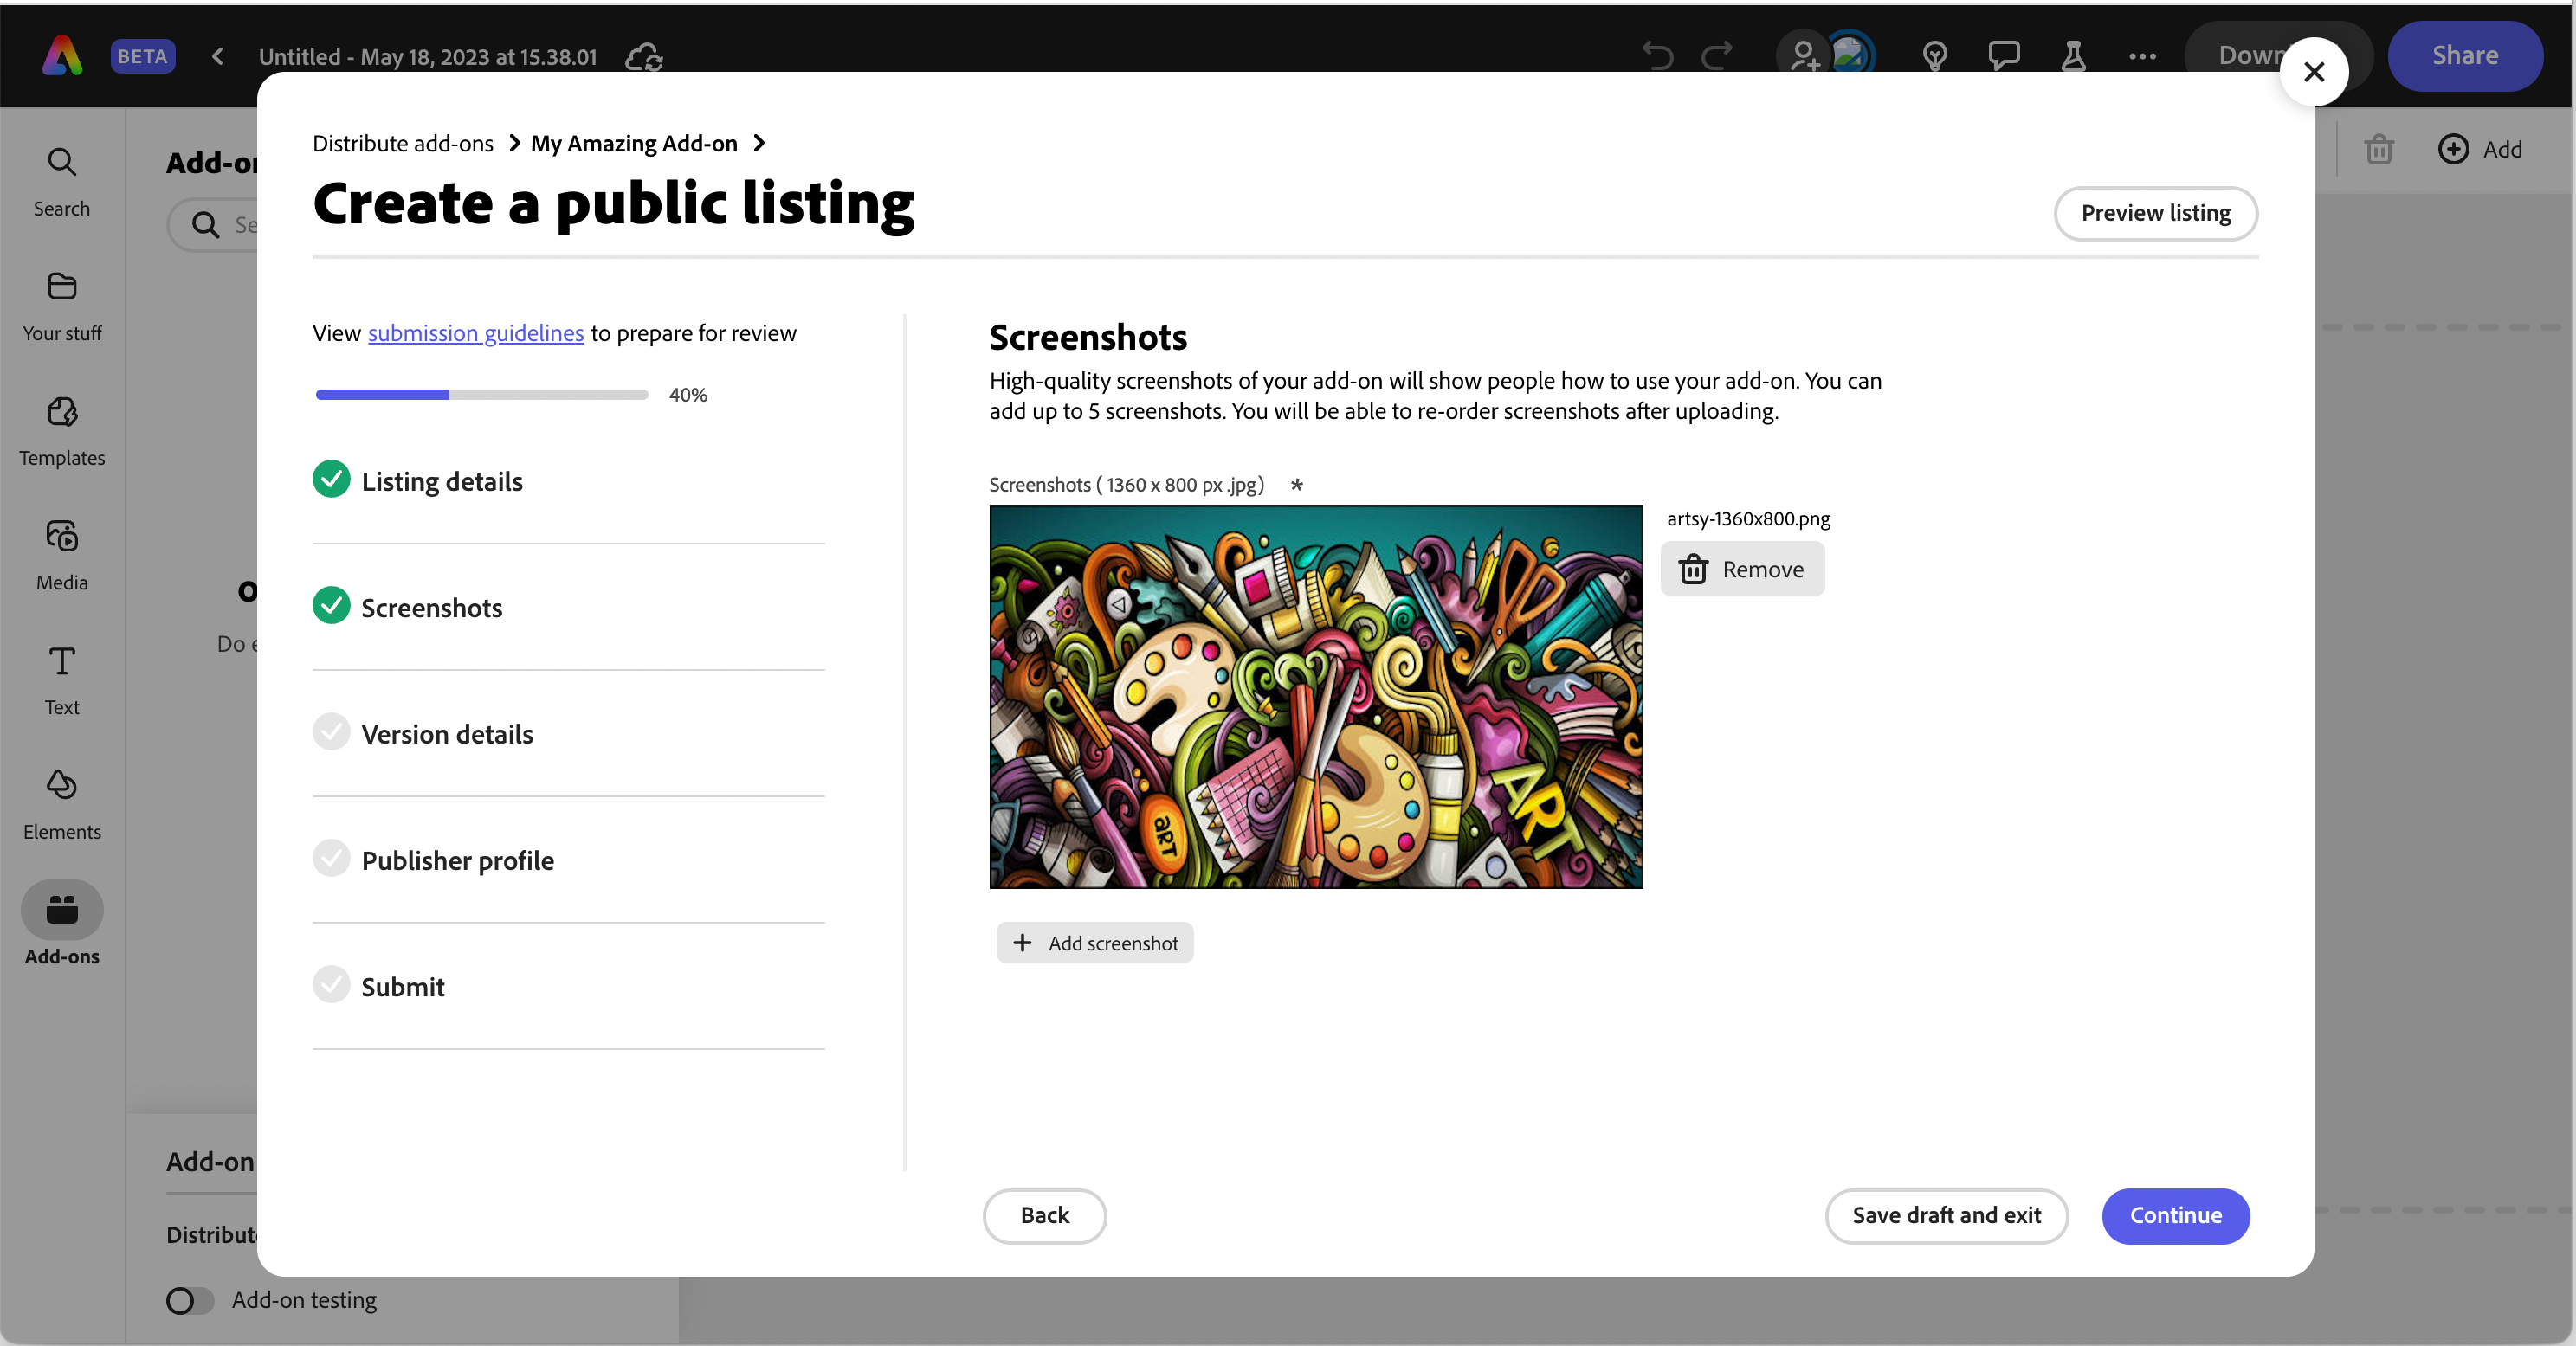 BETA
Untitled - May 18, 2023 at 15.38.01
Share
Distribute add-ons
My Amazing Add-on
Create a public listing
Preview listing
Add
Search
Your stuff
Templates
Media
Text
Elements
Add-ons
View submission guidelines to prepare for review
40%
Listing details
Screenshots
Version details
Publisher profile
Submit
Screenshots
High-quality screenshots of your add-on will show people how to use your add-on. You can
add up to 5 screenshots. You will be able to re-order screenshots after uploading.
Screenshots ( 1360 x 800 px .jpg) *
artsy-1360x800.png
Remove
ART
ART
Add screenshot
Back
Save draft and exit
Continue
Add-on
Add-on testing